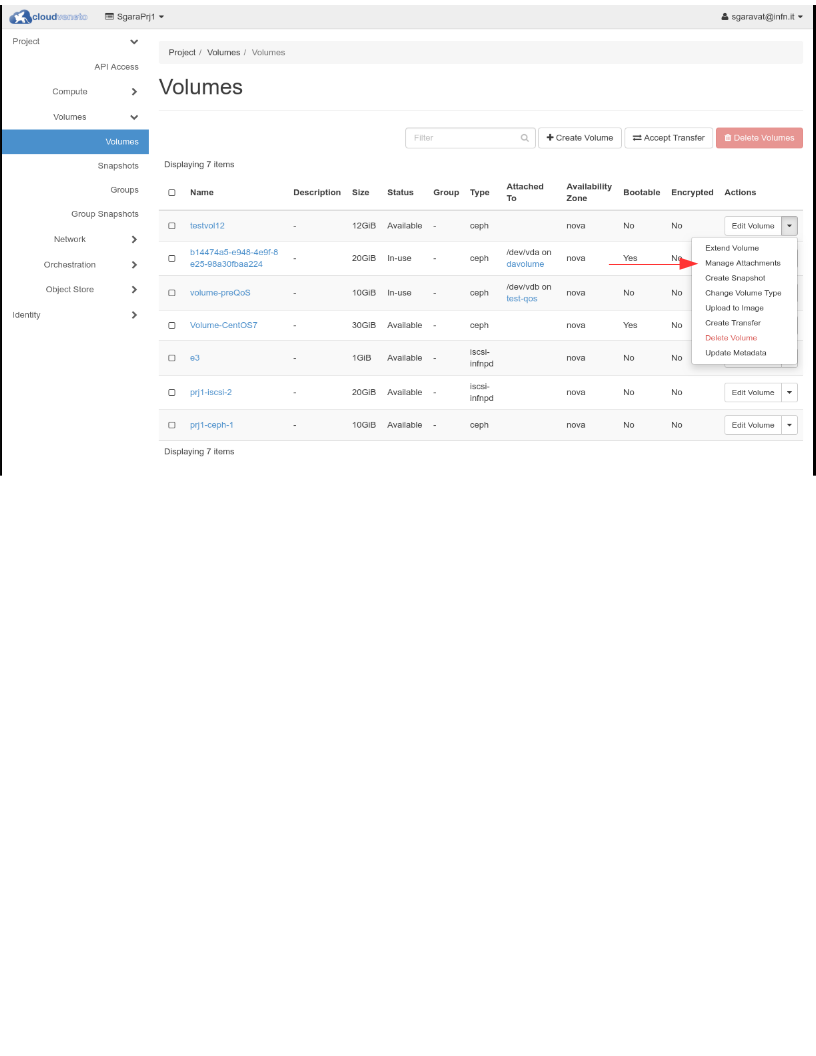 cloudveneto SgaraPrj1 sgaravat@infn.it
Project
API Access
Compute
Volumes
Volumes
Snapshots
Groups
Group Snapshots
Network
Orchestration
Object Store
Identity
Project / Volumes / Volumes
Volumes
Filter Create Volume Accept Transfer Delete Volumes
Displaying 7 items
Name Description Size Status Group Type Attached To Availability Zone Bootable Encrypted Actions
testvol12 - 12GiB Available - ceph nova No No Edit Volume
b14474a5-e948-4e9f-8e25-98a30fbaa224 - 20GiB In-use - ceph /dev/vda on davolume nova Yes No
volume-preQoS - 10GiB In-use - ceph /dev/vdb on test-qos nova No No
Volume-CentOS7 - 30GiB Available - ceph nova Yes No
e3 - 1GiB Available - iscsi-infnpd nova No No
prj1-iscsi-2 - 20GiB Available - iscsi-infnpd nova No No Edit Volume
prj1-ceph-1 - 10GiB Available - ceph nova No No Edit Volume
Extend Volume
Manage Attachments
Create Snapshot
Change Volume Type
Upload to Image
Create Transfer
Delete Volume
Update Metadata
Displaying 7 items